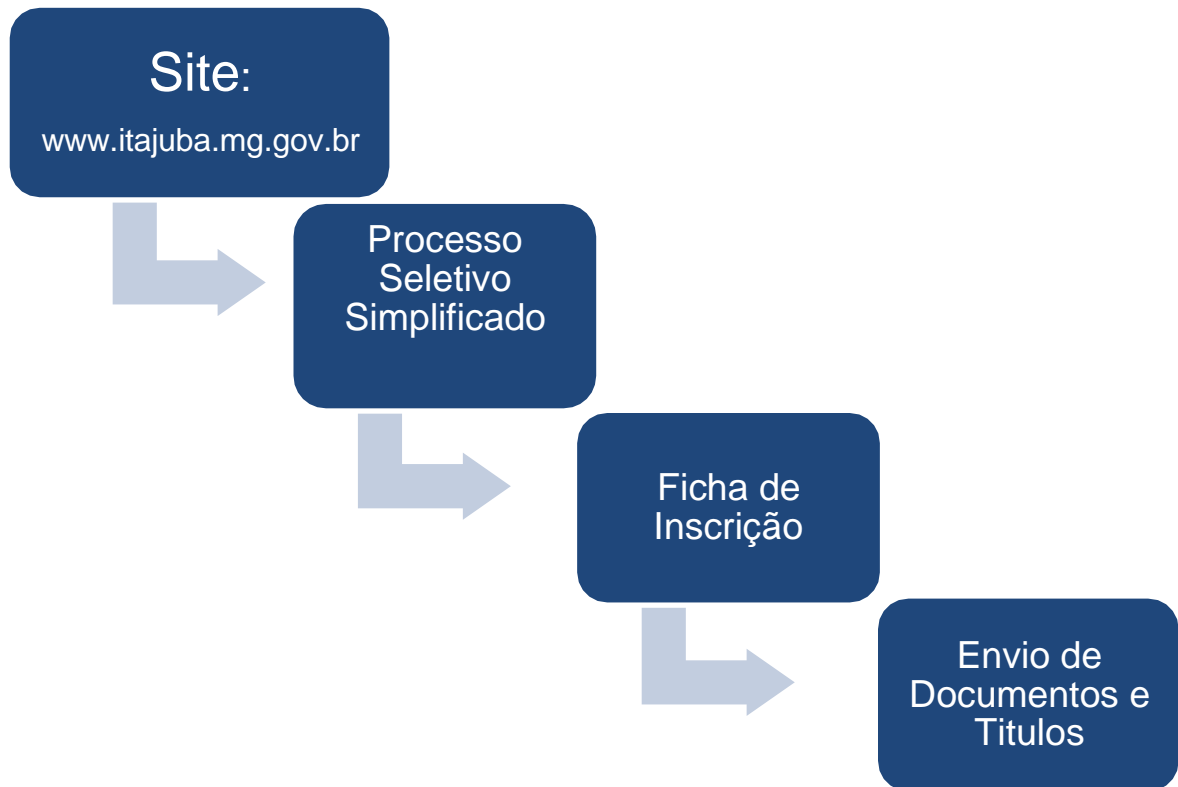 Site:
www.itajuba.mg.gov.br
Processo
Seletivo
Simplificado
Ficha de
Inscrição
Envio de
Documentos e
Titulos